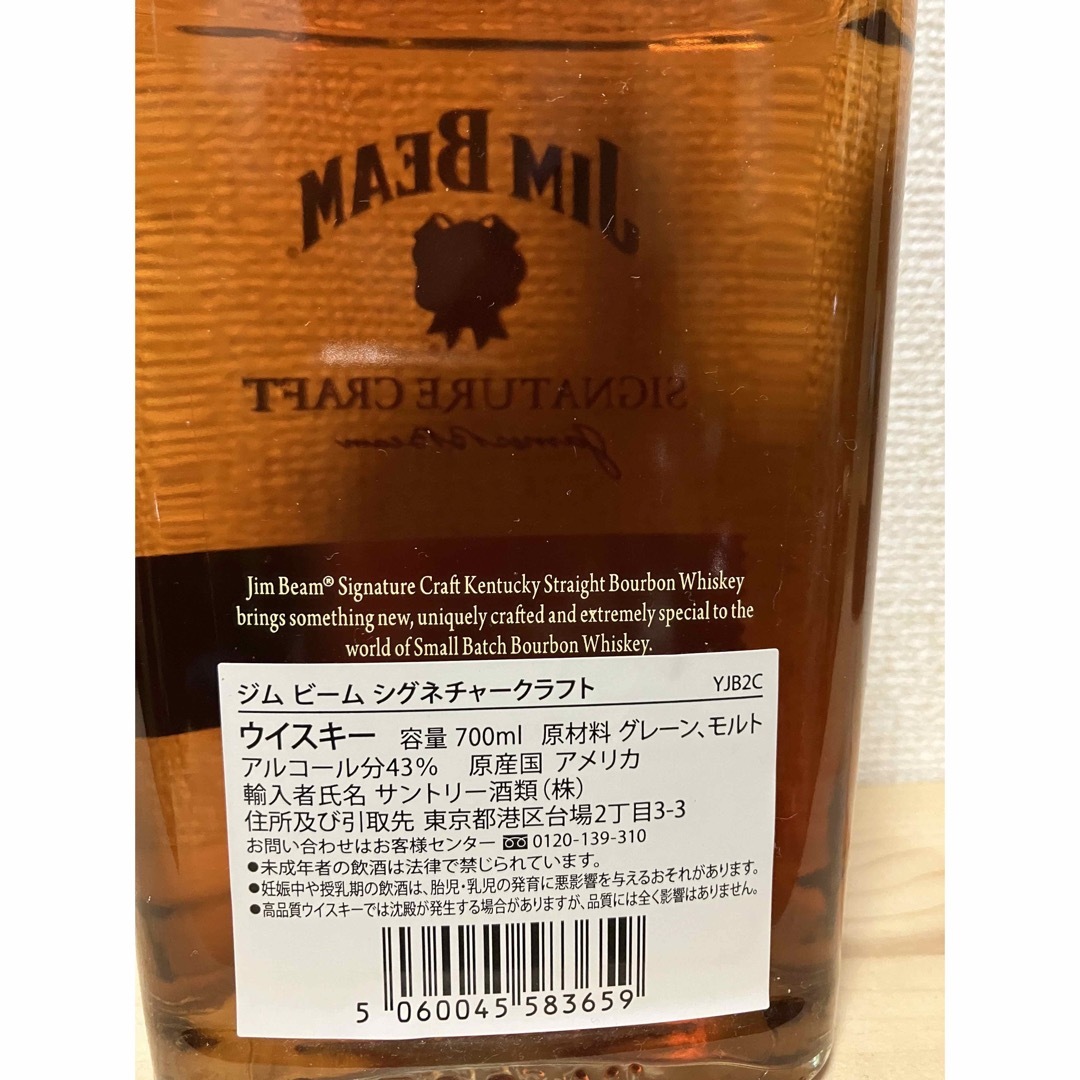 JIM BEAM®
SIGNATURE CRAFT
James B. Beam
Jim Beam® Signature Craft Kentucky Straight Bourbon Whiskey
brings something new, uniquely crafted and extremely special to the
world of Small Batch Bourbon Whiskey.
ジム ビーム シグネチャークラフト YJB2C
ウイスキー 容量 700ml 原材料 グレーン、モルト
アルコール分43% 原産国 アメリカ
輸入者氏名 サントリー酒類(株)
住所及び引取先 東京都港区台場2丁目3-3
お問い合わせはお客様センター 0120-139-310
●未成年者の飲酒は法律で禁じられています。
●妊娠中や授乳期の飲酒は、胎児・乳児の発育に悪影響を与えるおそれがあります。
●高品質ウイスキーでは沈殿が発生する場合がありますが、品質には全く影響はありません。
5 060045 583659